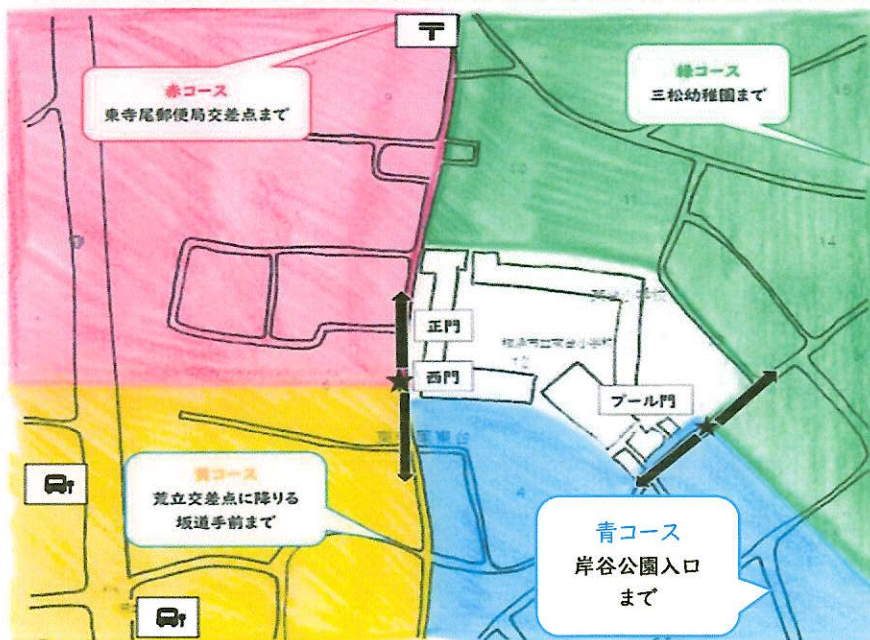 〒
赤コース
東寺尾郵便局交差点まで
緑コース
三松幼稚園まで
正門
西門
プール門
黄コース
荒立交差点に降りる
坂道手前まで
青コース
岸谷公園入口
まで